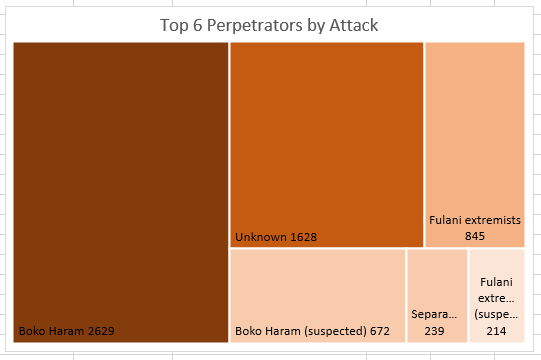 Top 6 Perpetrators by Attack
Boko Haram 2629
Unknown 1628
Fulani extremists
845
Boko Haram (suspected) 672
Separa...
239
Fulani
extre...
(suspe...
214